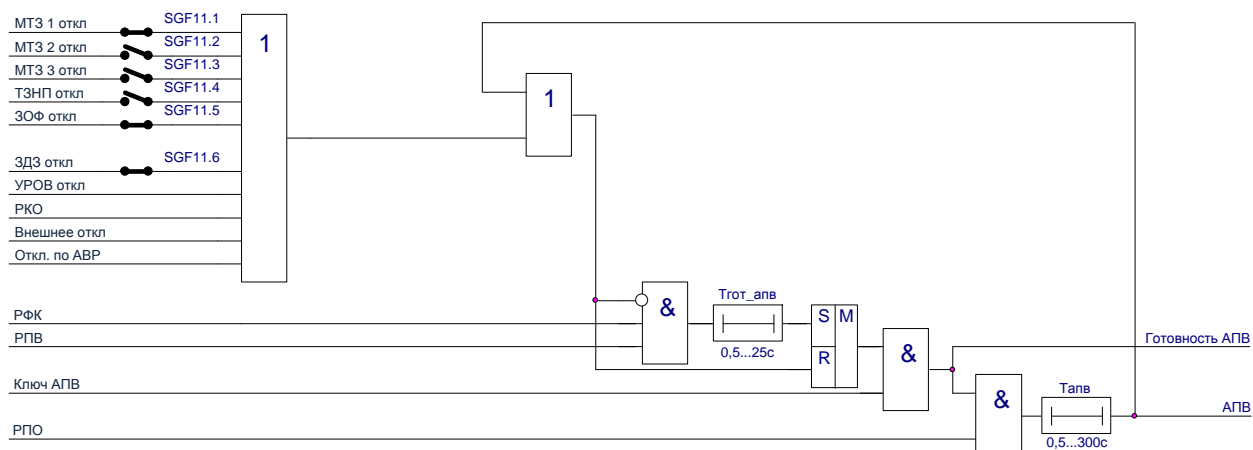 МТЗ 1 откл
SGF11.1
МТЗ 2 откл
SGF11.2
МТЗ 3 откл
SGF11.3
ТЗНП откл
SGF11.4
ЗОФ откл
SGF11.5
ЗДЗ откл
SGF11.6
УРОВ откл
РКО
Внешнее откл
Откл. по АВР
1
1
РФК
РПВ
&
Тгот_апв
0,5...25с
S M
R
Ключ АПВ
&
Готовность АПВ
РПО
&
Тапв
0,5...300с
АПВ